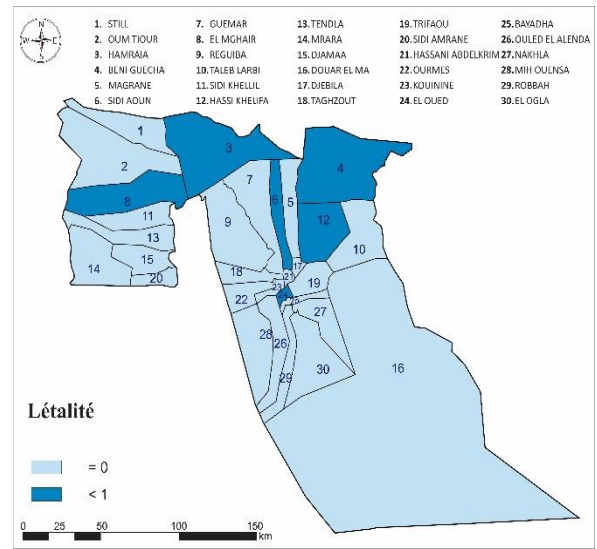 N
W E
S
1. STILL 7. GUEMAR 13.TENDLA 19.TRIFAOU 25.BAYADHA
2. OUM TIOUR 8. EL MGHAIR 14.MRARA 20.SIDI AMRANE 26.OULED EL ALENDA
3. HAMRAIA 9. REGUIBA 15.DJAMAA 21.HASSANI ABDELKRIM 27.NAKHLA
4. BENI GUECHA 10.TALEB LARBI 16.DOUAR EL MA 22.OURMES 28.MIH OUENSA
5. MAGRANE 11.SIDI KHELLIL 17.DJEBILA 23.KOUININE 29.ROBBAH
6. SIDI AOUN 12.HASSI KHELIFA 18.TAGHZOUT 24.EL OUED 30.EL OGLA
1
3
2
4
7
8
6
5
11
12
9
13
10
15
17
14
18
21
20
19
23
22
25
27
28
26
30
16
29
Létalité
= 0
< 1
0 25 50 100 150
km